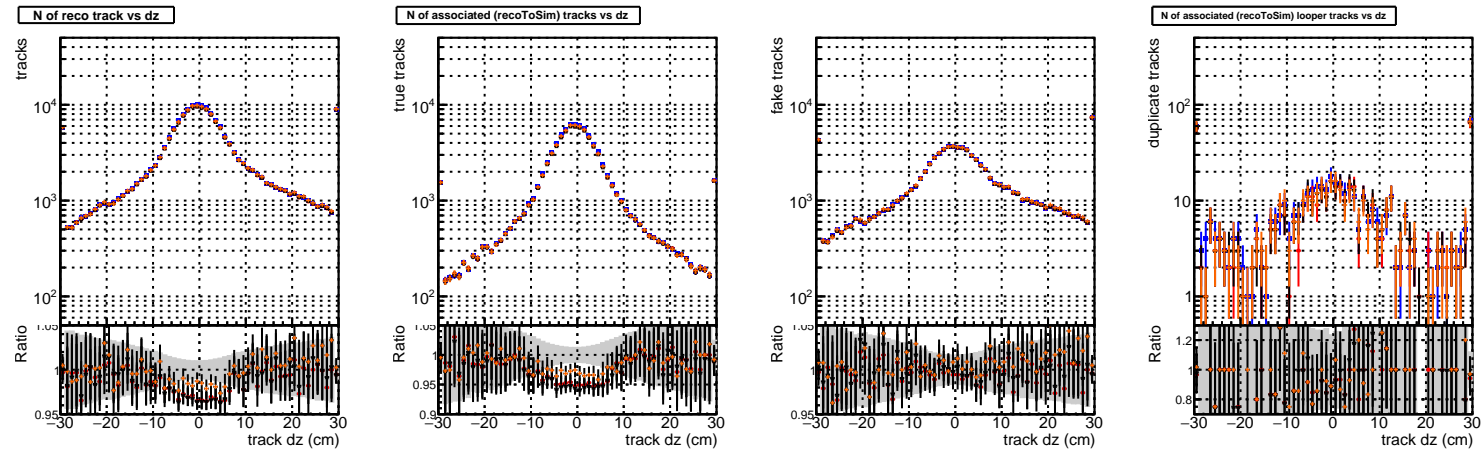 N of reco track vs dz
tracks
10⁴
10³
10²
Ratio
1.05
1
0.95
−30 −20 −10 0 10 20 30
track dz (cm)
N of associated (recoToSim) tracks vs dz
true tracks
10⁴
10³
10²
Ratio
1.05
1
0.95
0.9
−30 −20 −10 0 10 20 30
track dz (cm)
fake tracks
10⁴
10³
10²
Ratio
1.05
1
0.95
−30 −20 −10 0 10 20 30
track dz (cm)
N of associated (recoToSim) looper tracks vs dz
duplicate tracks
10²
10
1
Ratio
1.2
1
0.8
−30 −20 −10 0 10 20 30
track dz (cm)